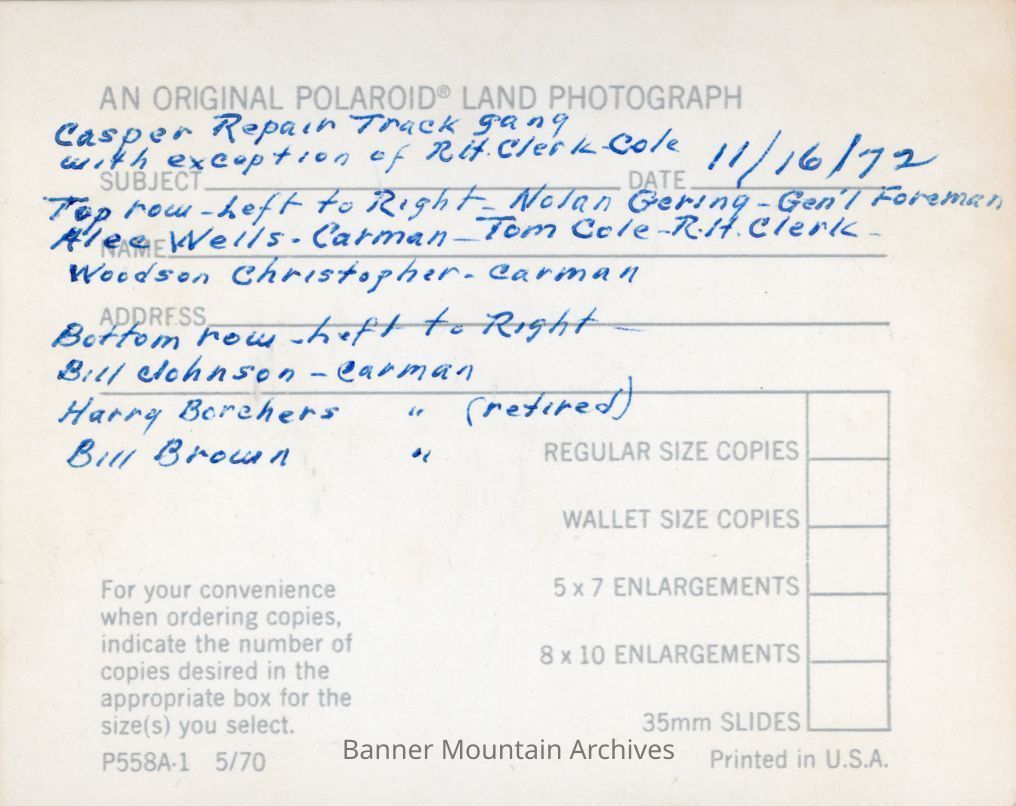 AN ORIGINAL POLAROID® LAND PHOTOGRAPH
Casper Repair Track gang
with exception of R.H. Clerk-Cole
11/16/72
SUBJECT
DATE
Top row-Left to Right- Nolan Gering-Gen'l Foreman
Alec Wells-Carman-Tom Cole-R.H. Clerk-
NAME
Woodson Christopher-Carman
ADDRESS
Bottom row-Left to Right-
Bill Johnson-Carman
Harry Borchers " (retired)
Bill Brown "
REGULAR SIZE COPIES
WALLET SIZE COPIES
5 x 7 ENLARGEMENTS
8 x 10 ENLARGEMENTS
35mm SLIDES
For your convenience
when ordering copies,
indicate the number of
copies desired in the
appropriate box for the
size(s) you select.
P558A-1 5/70
Banner Mountain Archives
Printed in U.S.A.